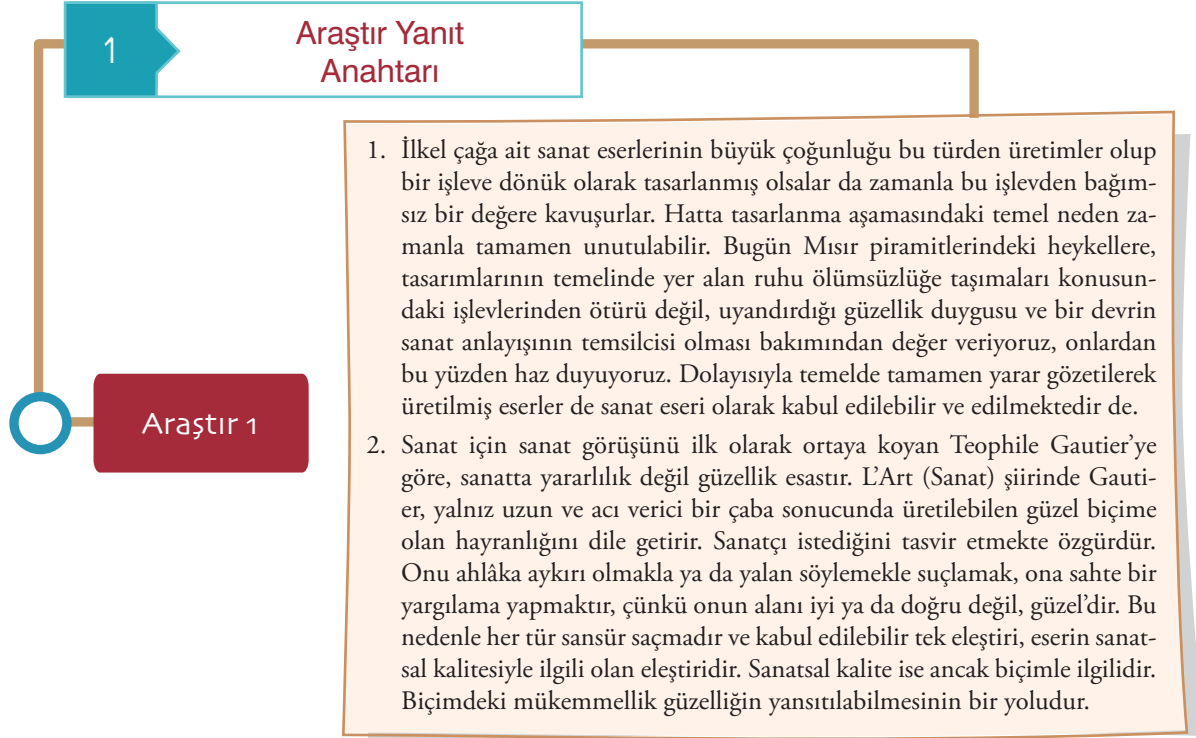 1
Araştır Yanıt
Anahtarı
Araştır 1
1. İlkel çağa ait sanat eserlerinin büyük çoğunluğu bu türden üretimler olup
bir işleve dönük olarak tasarlanmış olsalar da zamanla bu işlevden bağım-
sız bir değere kavuşurlar. Hatta tasarlanma aşamasındaki temel neden za-
manla tamamen unutulabilir. Bugün Mısır piramitlerindeki heykellere,
tasarımlarının temelinde yer alan ruhu ölümsüzlüğe taşımaları konusun-
daki işlevlerinden ötürü değil, uyandırdığı güzellik duygusu ve bir devrin
sanat anlayışının temsilcisi olması bakımından değer veriyoruz, onlardan
bu yüzden haz duyuyoruz. Dolayısıyla temelde tamamen yarar gözetilerek
üretilmiş eserler de sanat eseri olarak kabul edilebilir ve edilmektedir de.
2. Sanat için sanat görüşünü ilk olarak ortaya koyan Teophile Gautier’ye
göre, sanatta yararlılık değil güzellik esastır. L’Art (Sanat) şiirinde Gauti-
er, yalnız uzun ve acı verici bir çaba sonucunda üretilebilen güzel biçime
olan hayranlığını dile getirir. Sanatçı istediğini tasvir etmekte özgürdür.
Onu ahlâka aykırı olmakla ya da yalan söylemekle suçlamak, ona sahte bir
yargılama yapmaktır, çünkü onun alanı iyi ya da doğru değil, güzel’dir. Bu
nedenle her tür sansür saçmadır ve kabul edilebilir tek eleştiri, eserin sanat-
sal kalitesiyle ilgili olan eleştiridir. Sanatsal kalite ise ancak biçimle ilgilidir.
Biçimdeki mükemmellik güzelliğin yansıtılabilmesinin bir yoludur.